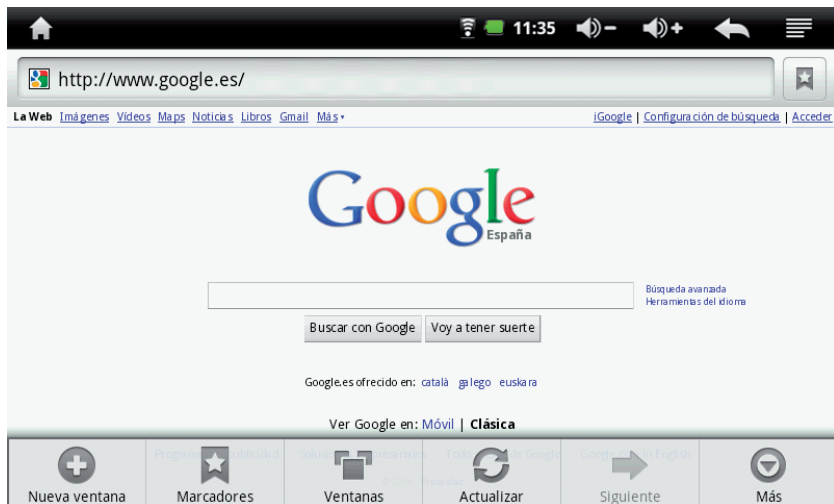 11:35
http://www.google.es/
La Web Imágenes Vídeos Maps Noticias Libros Gmail Más
iGoogle | Configuración de búsqueda | Acceder
Google
España
Búsqueda avanzada
Herramientas del idioma
Buscar con Google Voy a tener suerte
Google.es ofrecido en: català galego euskara
Ver Google en: Móvil | Clásica
Nueva ventana Marcadores Ventanas Actualizar Siguiente Más